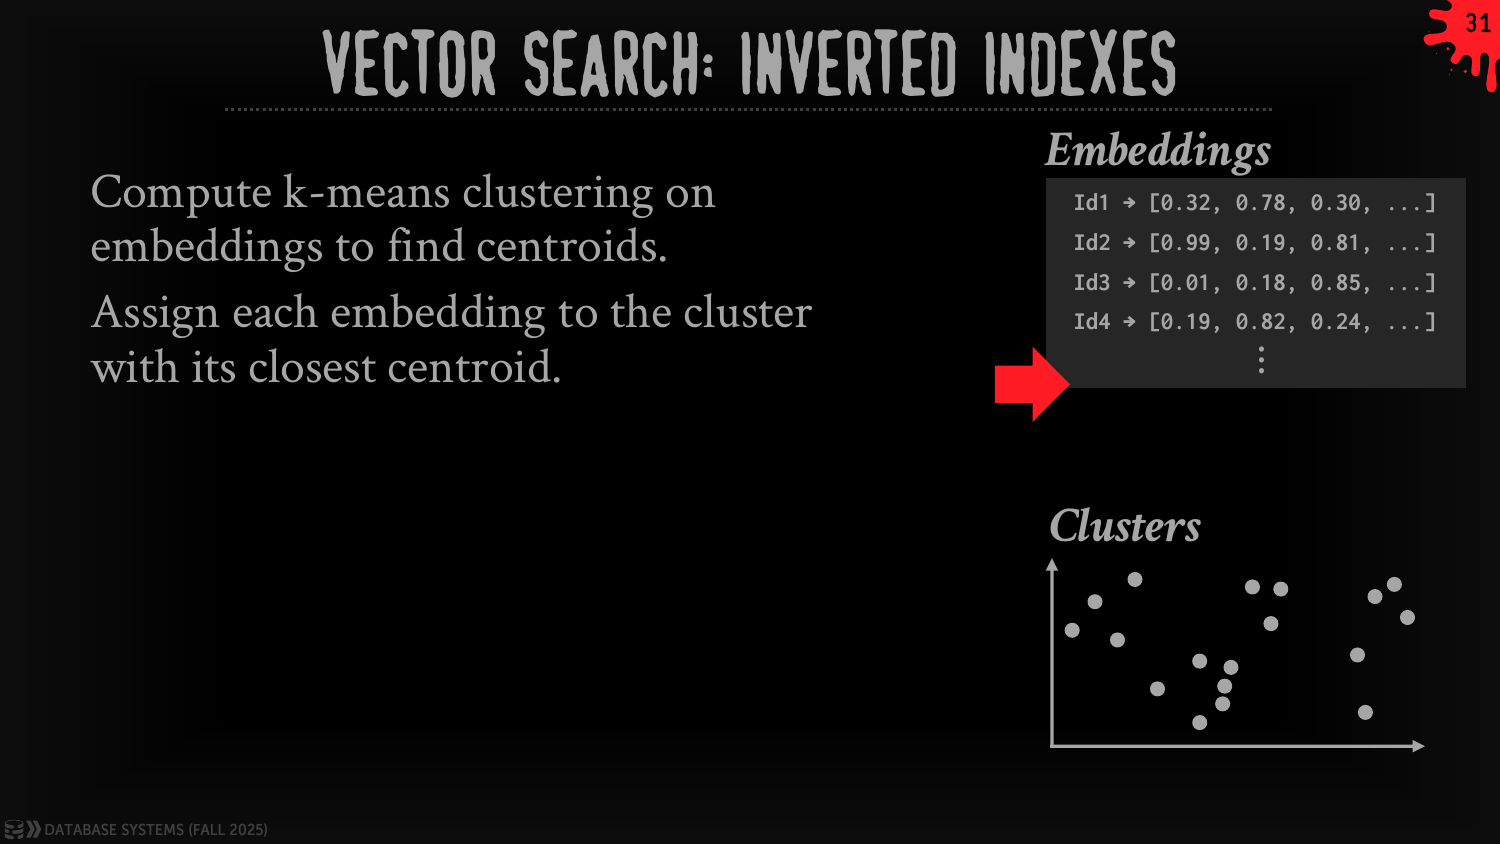 31
VECTOR SEARCH: INVERTED INDEXES
Compute k-means clustering on
embeddings to find centroids.
Assign each embedding to the cluster
with its closest centroid.
Embeddings
Id1 → [0.32, 0.78, 0.30, ...]
Id2 → [0.99, 0.19, 0.81, ...]
Id3 → [0.01, 0.18, 0.85, ...]
Id4 → [0.19, 0.82, 0.24, ...]
⋮
Clusters
DATABASE SYSTEMS (FALL 2025)